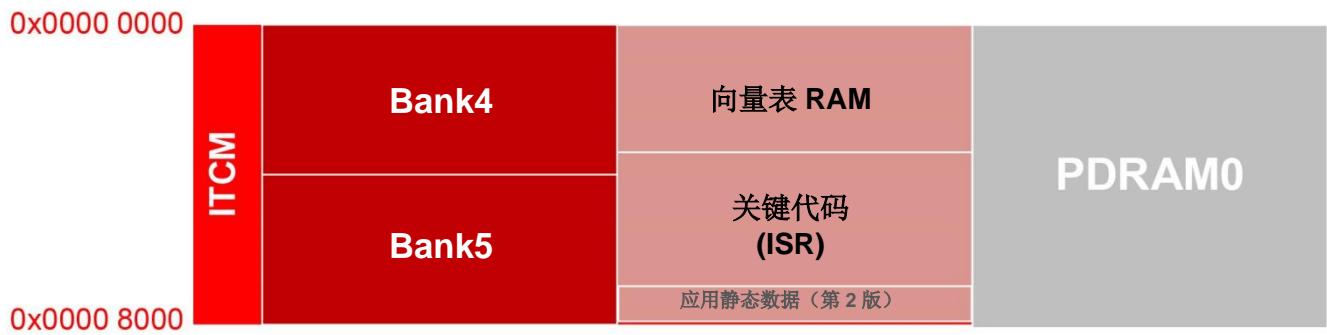 0x0000 0000
ITCM
Bank4
向量表 RAM
PDRAM0
Bank5
关键代码
(ISR)
应用静态数据（第 2 版）
0x0000 8000